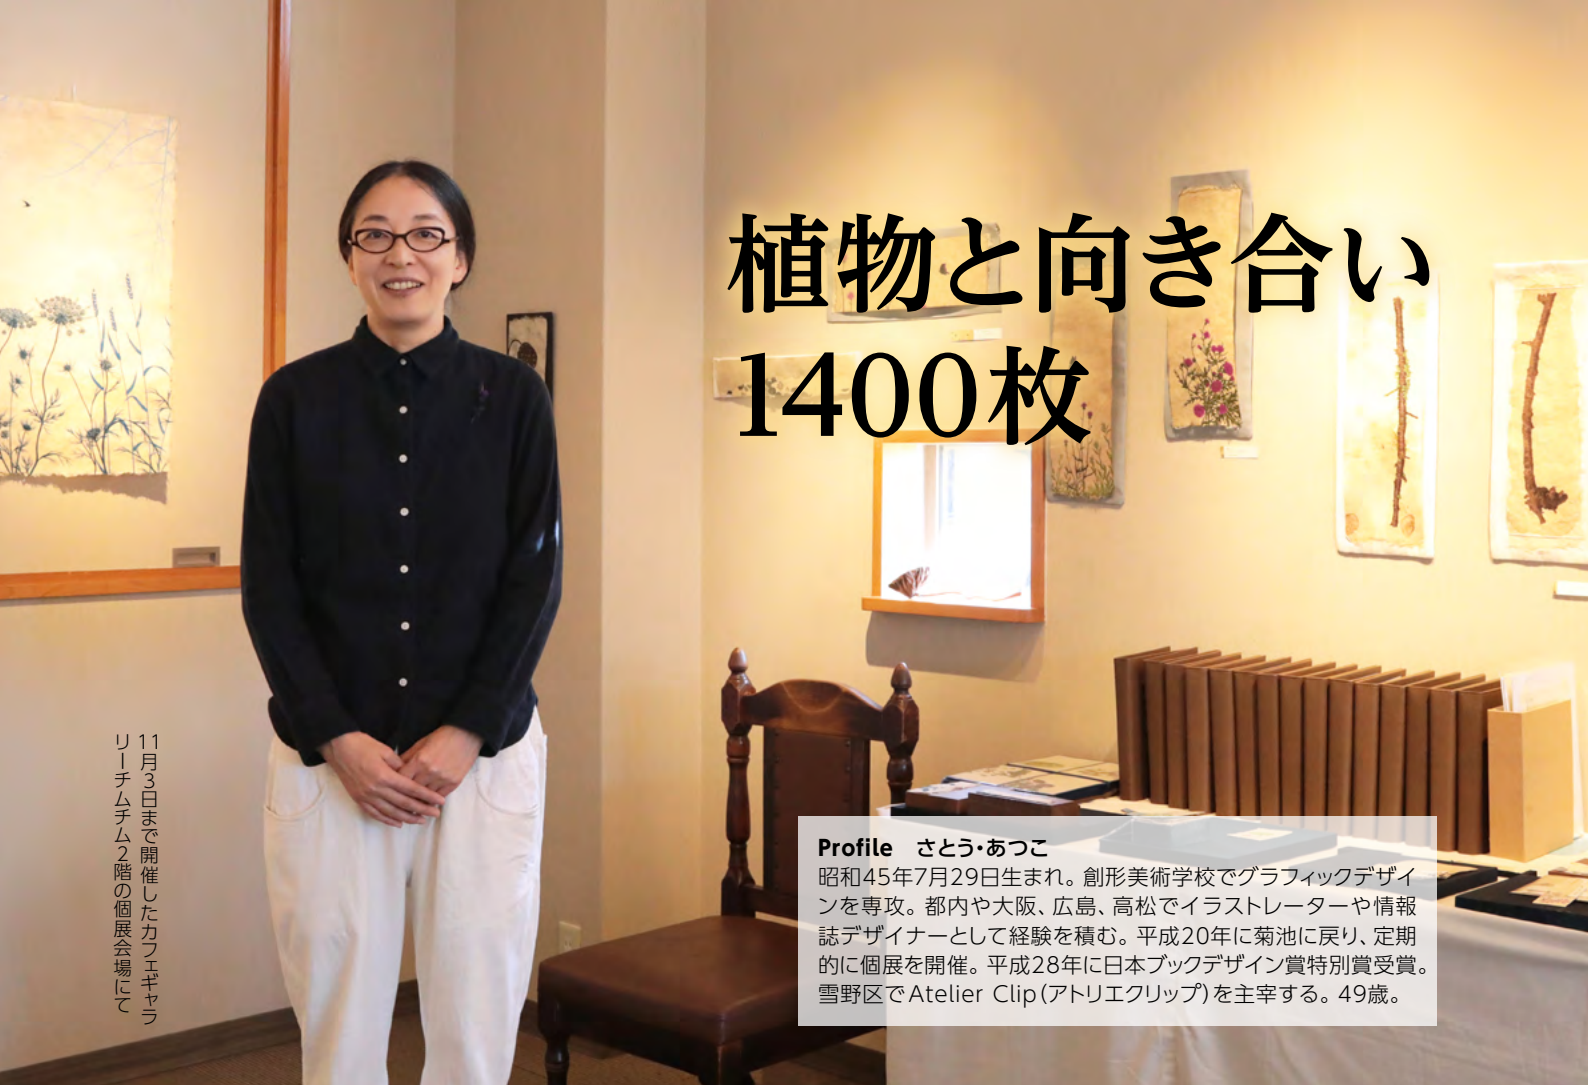 植物と向き合い
1400枚
11月3日まで開催したカフェギャラ
リーチムチム2階の個展会場にて
Profile　さとう・あつこ
昭和45年7月29日生まれ。創形美術学校でグラフィックデザイ
ンを専攻。都内や大阪、広島、高松でイラストレーターや情報
誌デザイナーとして経験を積む。平成20年に菊池に戻り、定期
的に個展を開催。平成28年に日本ブックデザイン賞特別賞受賞。
雪野区でAtelier Clip（アトリエクリップ）を主宰する。49歳。